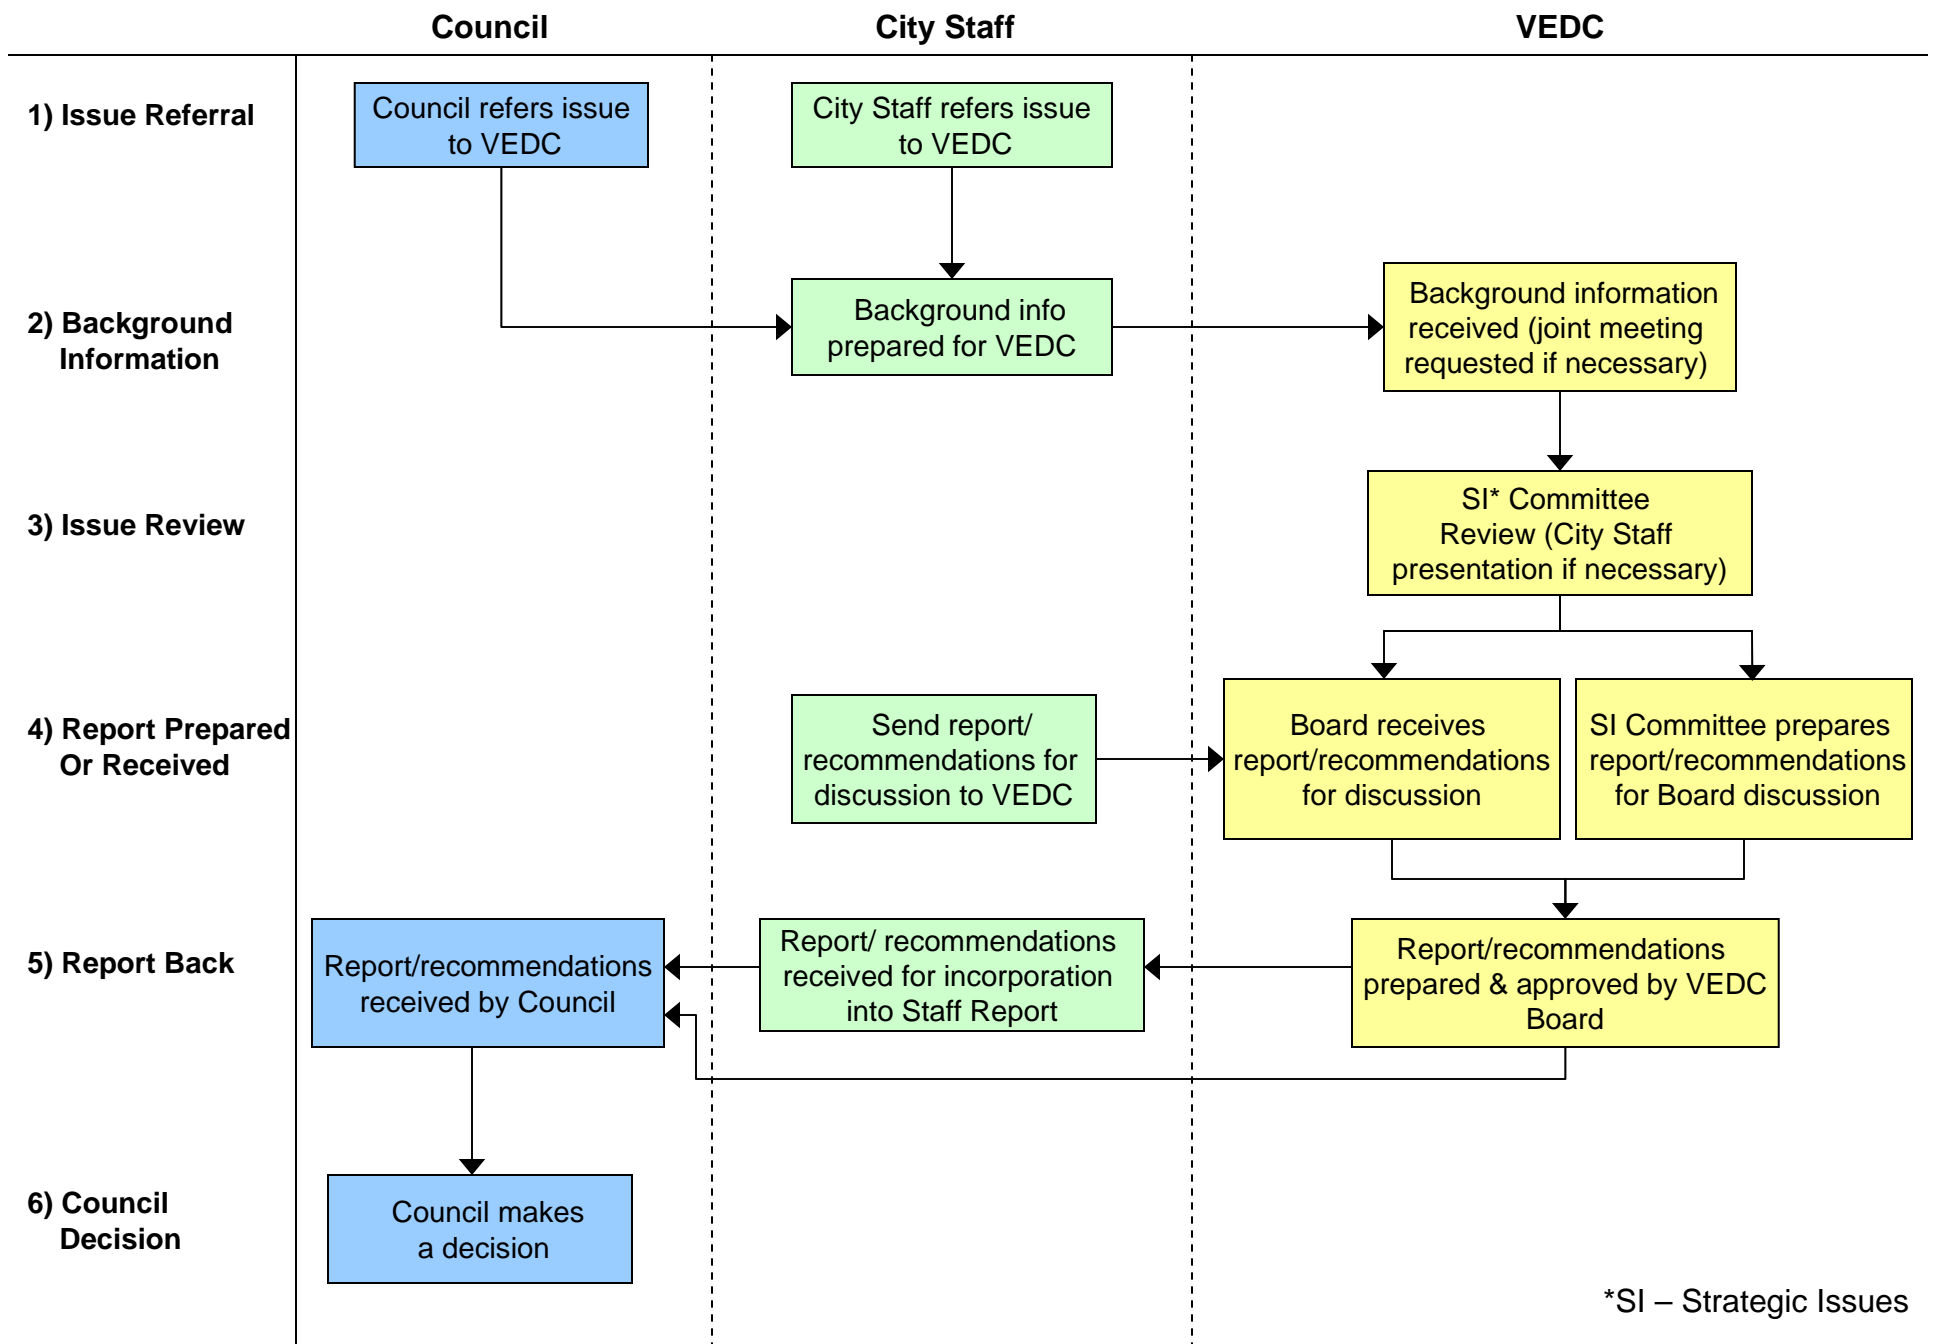 Council
City Staff
VEDC
1) Issue Referral
Council refers issue
to VEDC
City Staff refers issue
to VEDC
2) Background
Information
Background info
prepared for VEDC
Background information
received (joint meeting
requested if necessary)
3) Issue Review
SI* Committee
Review (City Staff
presentation if necessary)
4) Report Prepared
Or Received
Send report/
recommendations for
discussion to VEDC
Board receives
report/recommendations
for discussion
SI Committee prepares
report/recommendations
for Board discussion
5) Report Back
Report/recommendations
received by Council
Report/ recommendations
received for incorporation
into Staff Report
Report/recommendations
prepared & approved by VEDC
Board
6) Council
Decision
Council makes
a decision
*SI – Strategic Issues